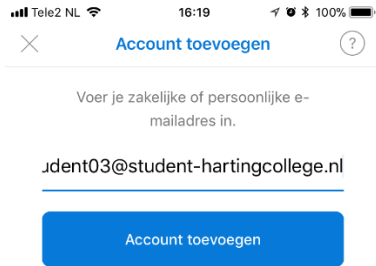 Tele2 NL 16:19 100%
Account toevoegen ?
Voer je zakelijke of persoonlijke e-
mailadres in.
udent03@student-hartingcollege.nl
Account toevoegen